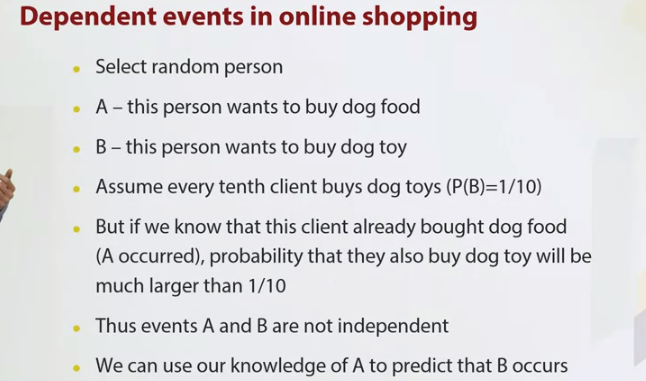 Dependent events in online shopping
• Select random person
• A – this person wants to buy dog food
• B – this person wants to buy dog toy
• Assume every tenth client buys dog toys (P(B)=1/10)
• But if we know that this client already bought dog food
(A occurred), probability that they also buy dog toy will be
much larger than 1/10
• Thus events A and B are not independent
• We can use our knowledge of A to predict that B occurs